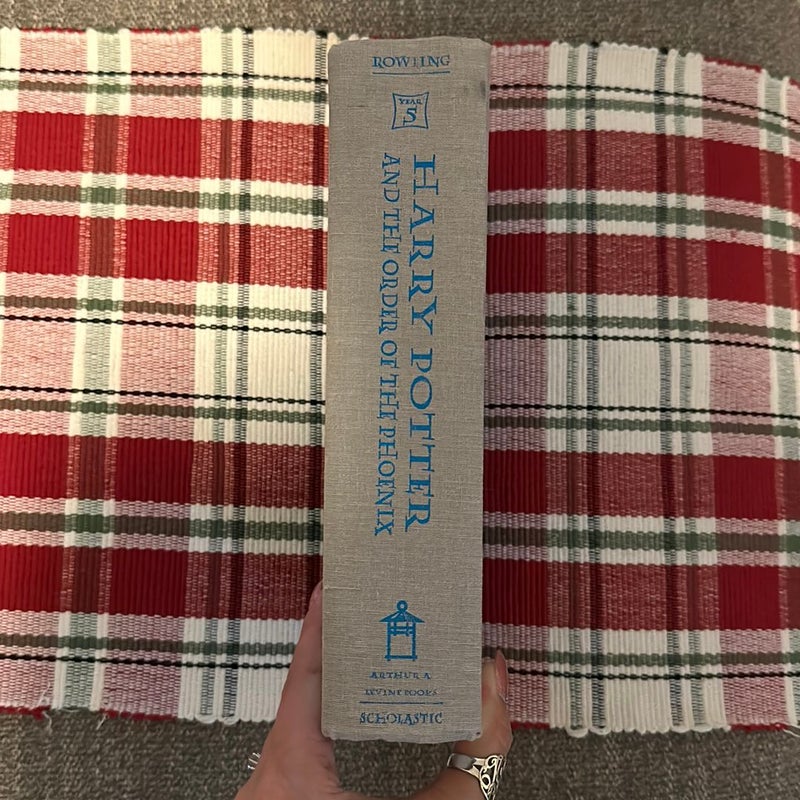 ROWLING
YEAR
5
HARRY POTTER
AND THE ORDER OF THE PHOENIX
ARTHUR A.
LEVINE BOOKS
SCHOLASTIC